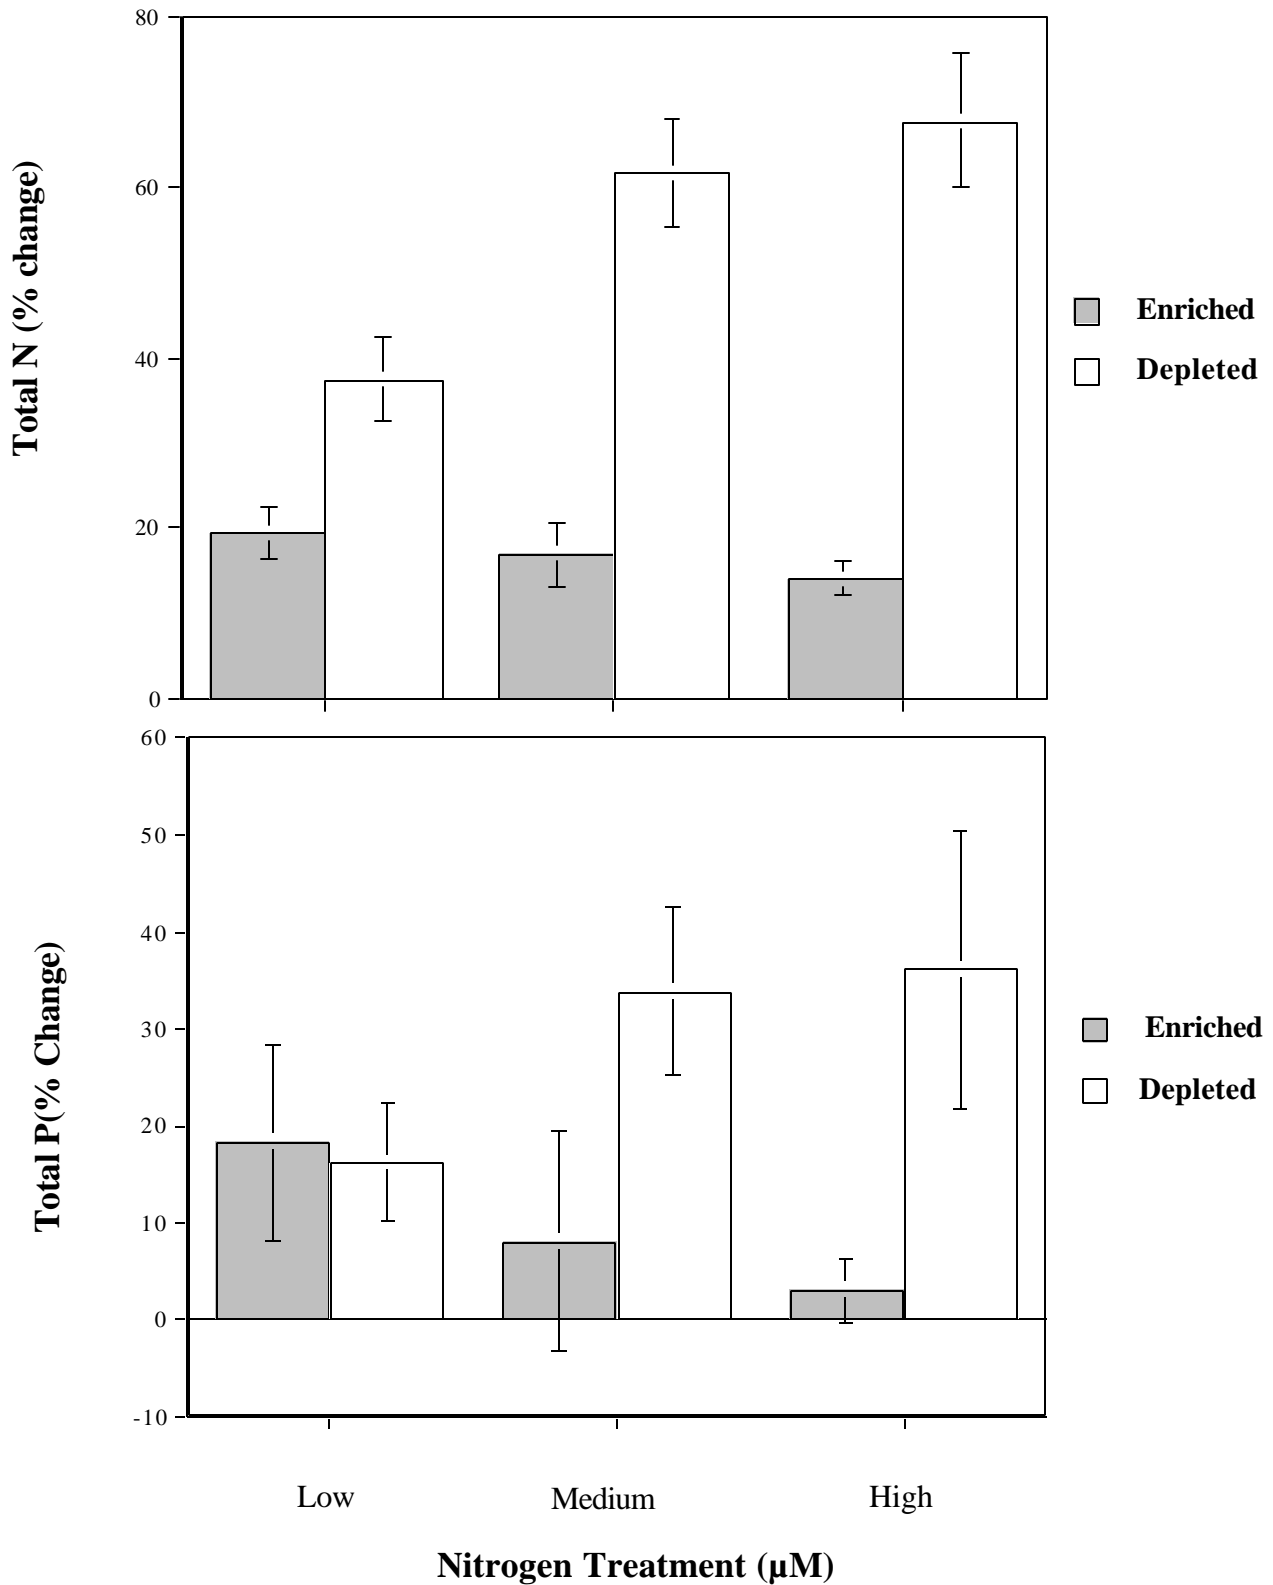 80
60
40
20
0
Total N (% change)
Enriched
Depleted
60
50
40
30
20
10
0
-10
Total P(% Change)
Enriched
Depleted
Low Medium High
Nitrogen Treatment (µM)